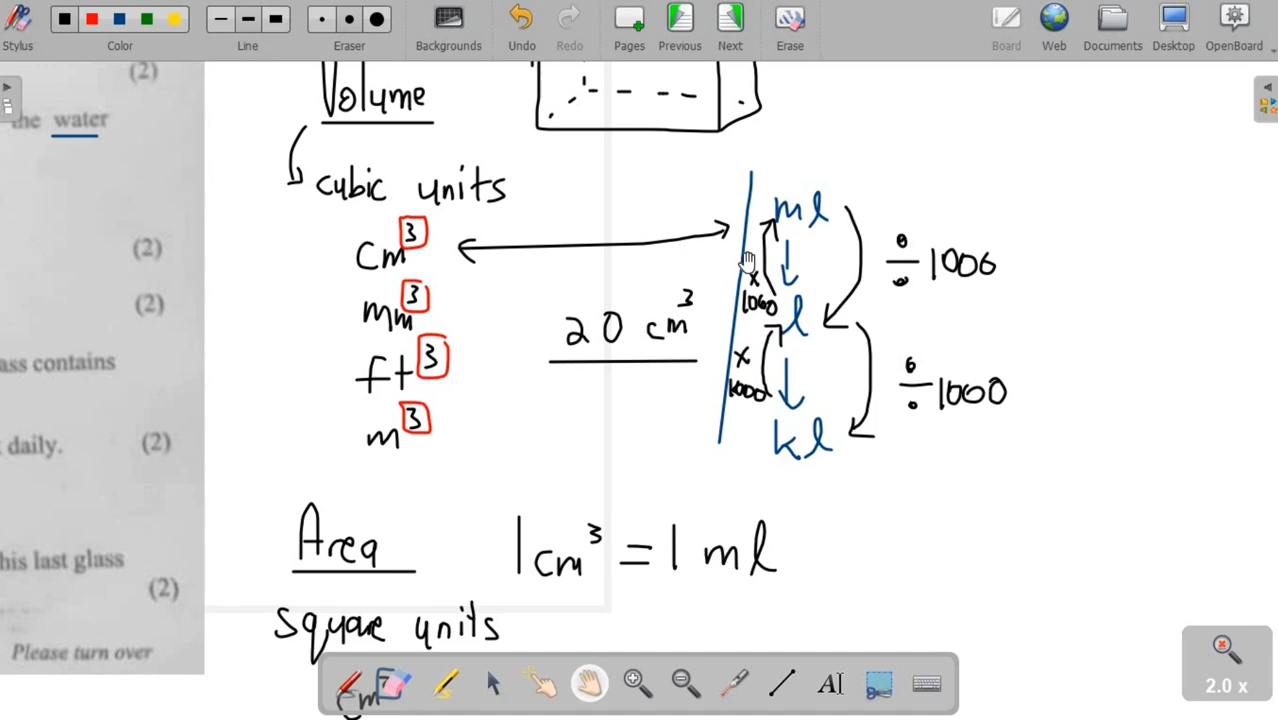 Stylus
Color
Line
Eraser
Backgrounds
Undo
Redo
Pages
Previous
Next
Erase
Board
Web
Documents
Desktop
OpenBoard
(2)
the water
(2)
(2)
ass contains
daily.
(2)
his last glass
(2)
Please turn over
Volume
cubic units
cm³
mm³
ft³
m³
20 cm³
ml
÷ 1000
x
1000
l
x
1000
÷ 1000
kl
Area
1 cm³ = 1 ml
square units
2.0 x